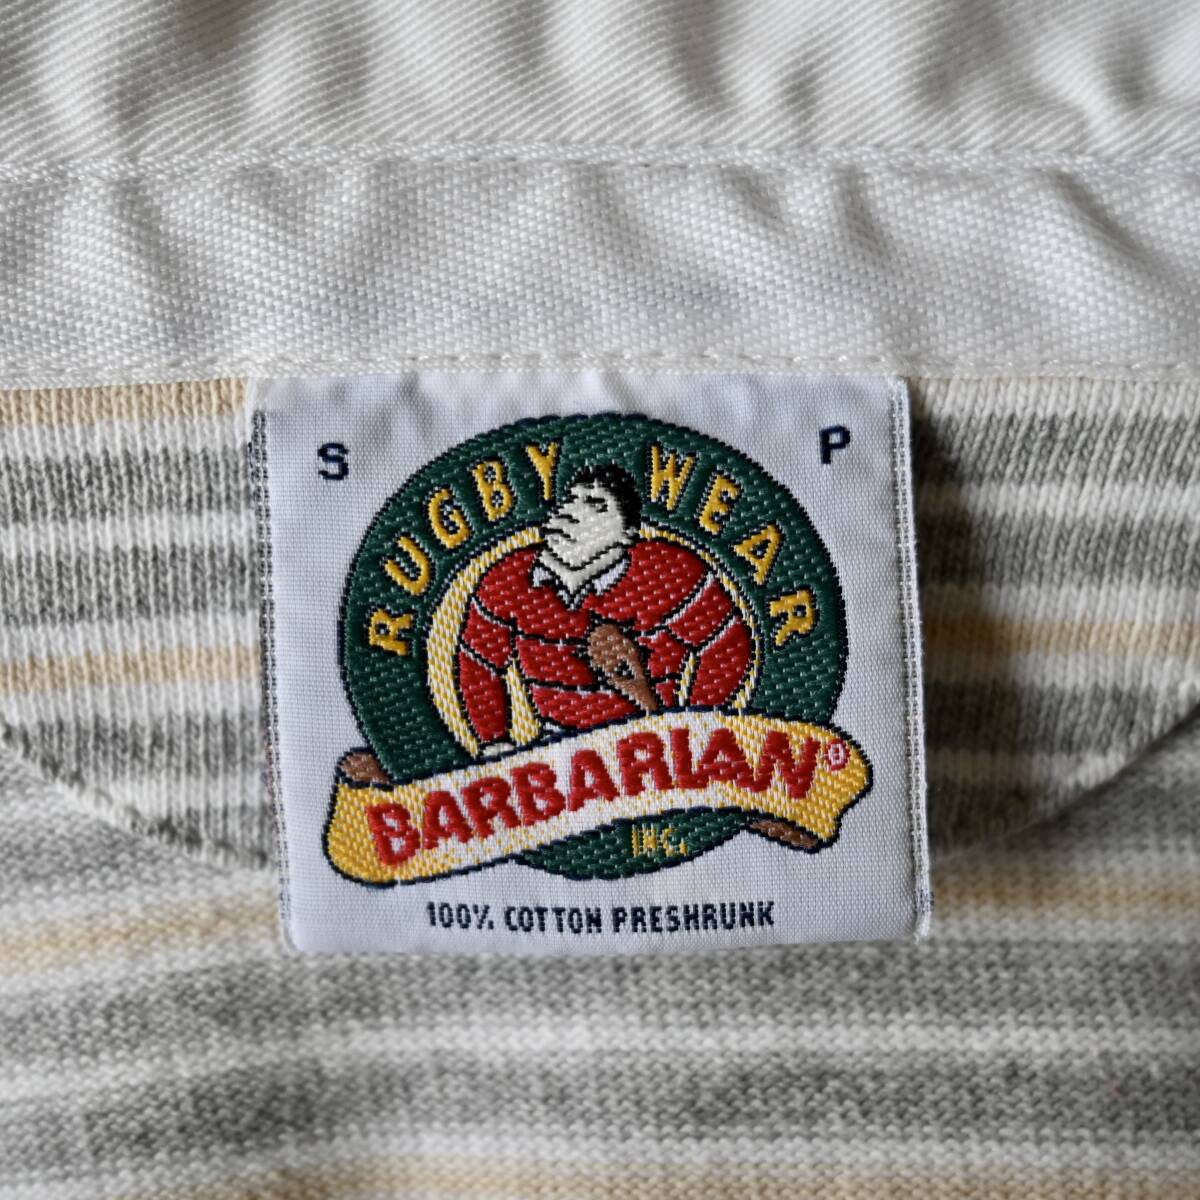 S P
RUGBY WEAR
BARBARIAN®
INC.
100% COTTON PRESHRUNK